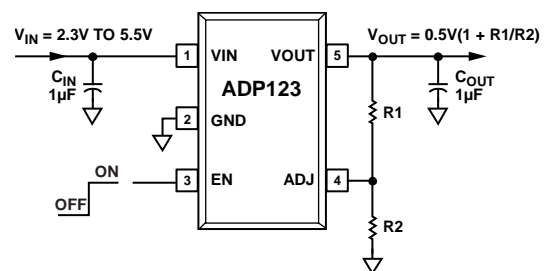 V_IN = 2.3V TO 5.5V
V_OUT = 0.5V(1 + R1/R2)
1 VIN VOUT 5
C_IN
1µF
ADP123
C_OUT
1µF
2 GND
R1
ON
3 EN ADJ 4
OFF
R2